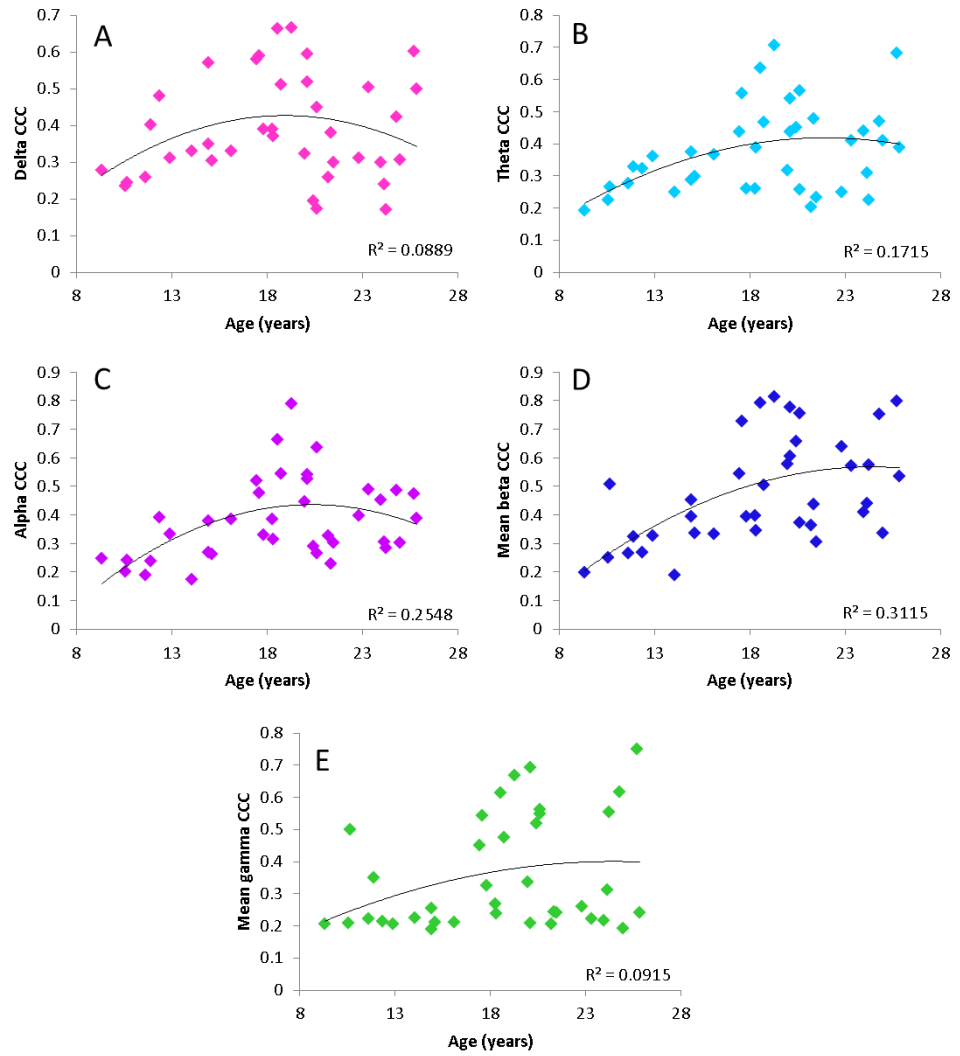 A
Delta CCC
0.7
0.6
0.5
0.4
0.3
0.2
0.1
0
R² = 0.0889
8 13 18 23 28
Age (years)
B
Theta CCC
0.8
0.7
0.6
0.5
0.4
0.3
0.2
0.1
0
R² = 0.1715
8 13 18 23 28
Age (years)
C
Alpha CCC
0.9
0.8
0.7
0.6
0.5
0.4
0.3
0.2
0.1
0
R² = 0.2548
8 13 18 23 28
Age (years)
D
Mean beta CCC
0.9
0.8
0.7
0.6
0.5
0.4
0.3
0.2
0.1
0
R² = 0.3115
8 13 18 23 28
Age (years)
E
Mean gamma CCC
0.8
0.7
0.6
0.5
0.4
0.3
0.2
0.1
0
R² = 0.0915
8 13 18 23 28
Age (years)